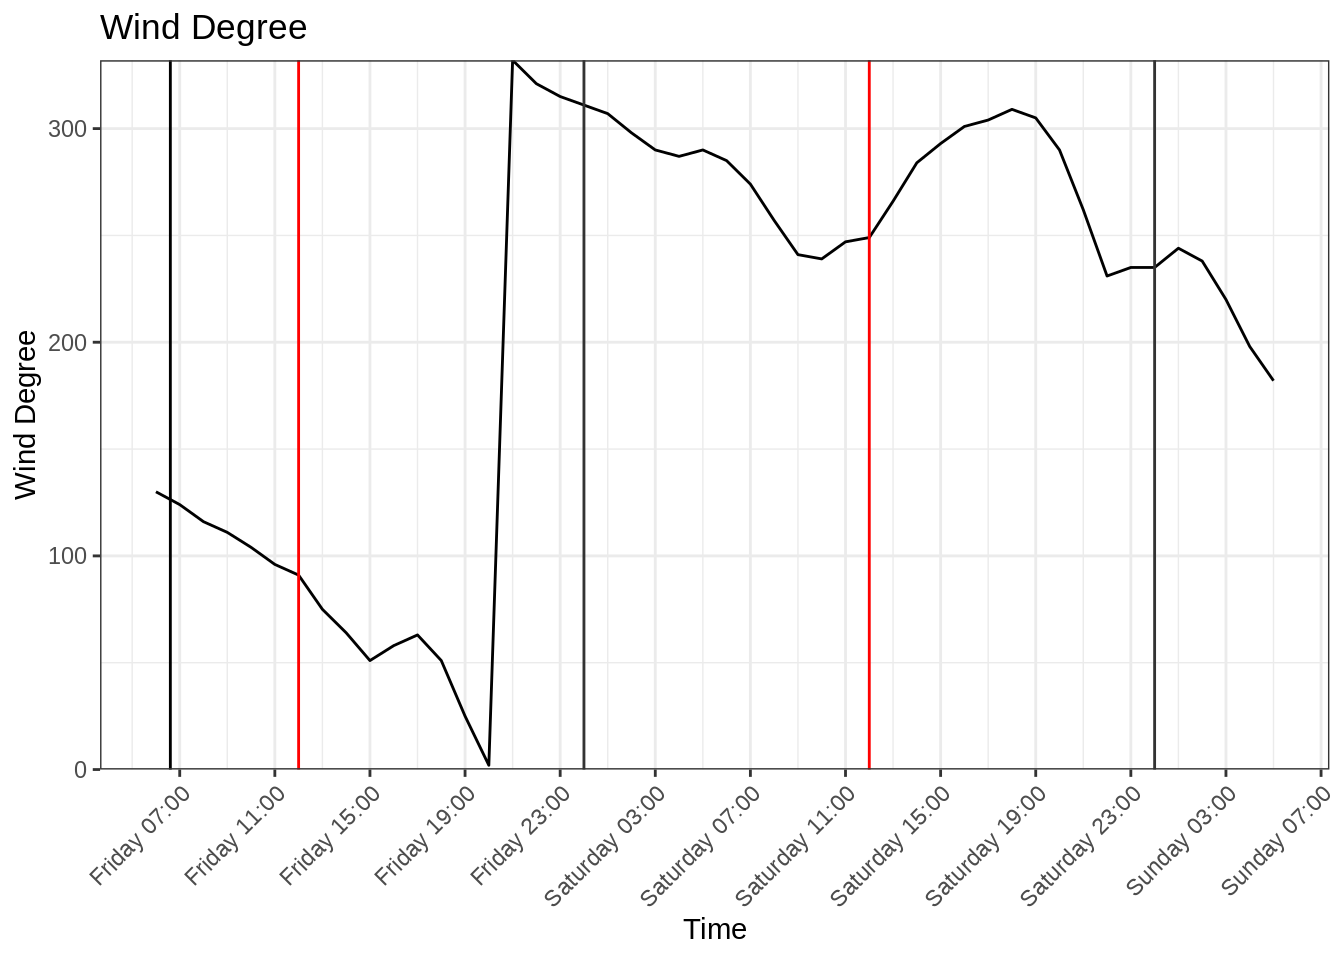 Wind Degree
Wind Degree
300
200
100
0
Friday 07:00
Friday 11:00
Friday 15:00
Friday 19:00
Friday 23:00
Saturday 03:00
Saturday 07:00
Saturday 11:00
Saturday 15:00
Saturday 19:00
Saturday 23:00
Sunday 03:00
Sunday 07:00
Time